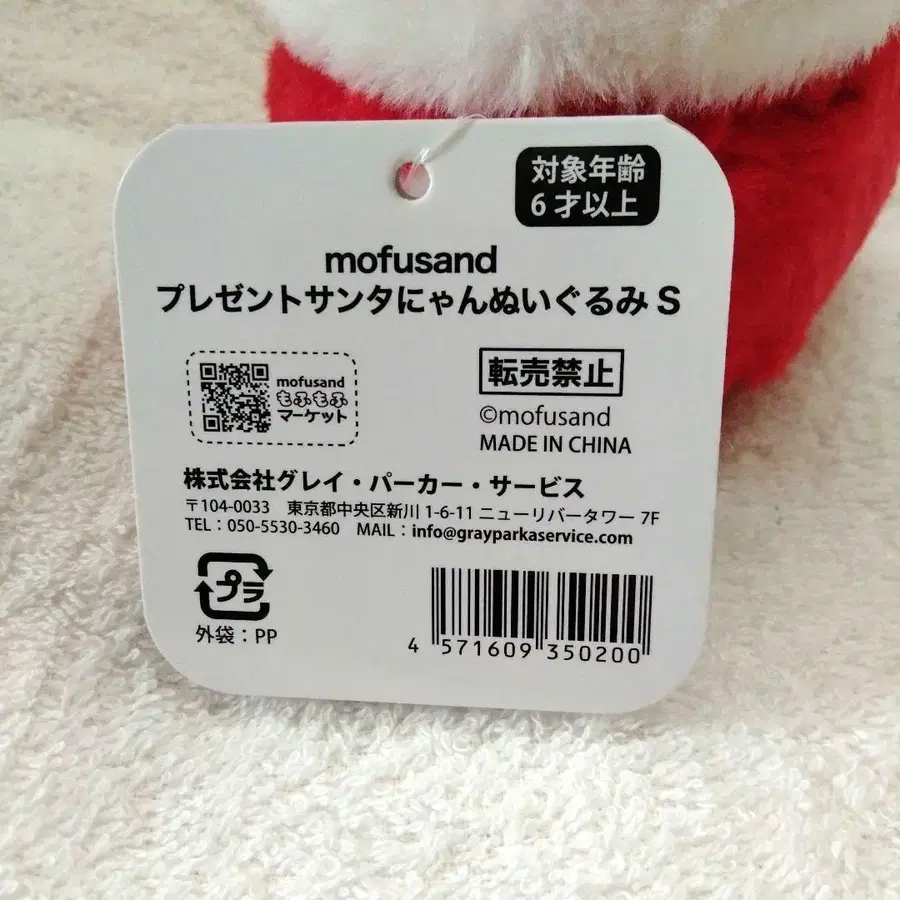 対象年齢
6才以上
mofusand
プレゼントサンタにゃんぬいぐるみ S
mofusand
もふもふ
マーケット
転売禁止
©mofusand
MADE IN CHINA
株式会社グレイ・パーカー・サービス
〒104-0033 東京都中央区新川 1-6-11 ニューリバータワー 7F
TEL：050-5530-3460 MAIL：info@grayparkaservice.com
プラ
外袋：PP
4 571609 350200